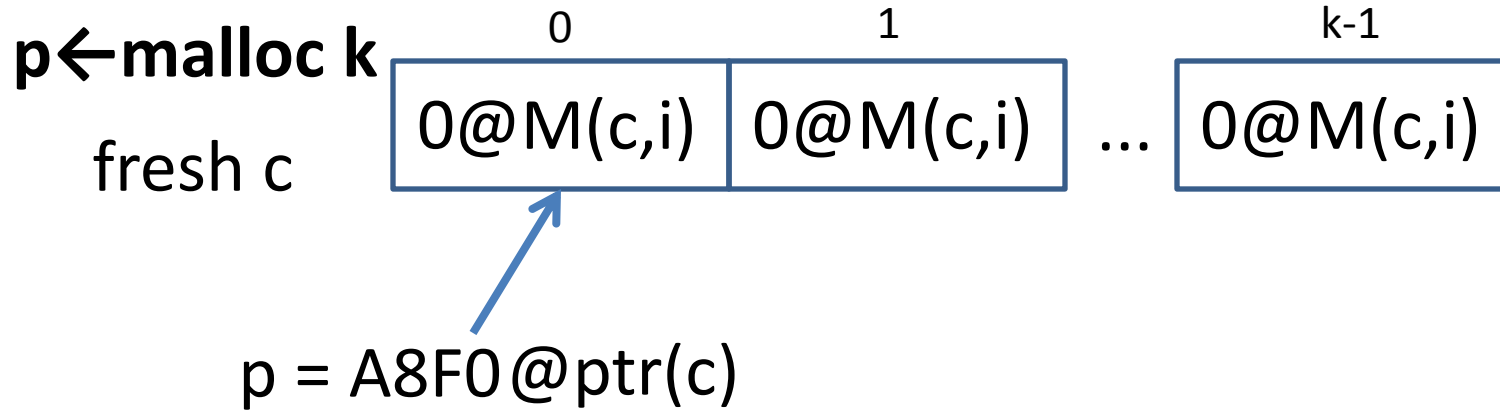 0 1 k-1
p←malloc k
0@M(c,i) 0@M(c,i) ... 0@M(c,i)
fresh c
p = A8F0@ptr(c)